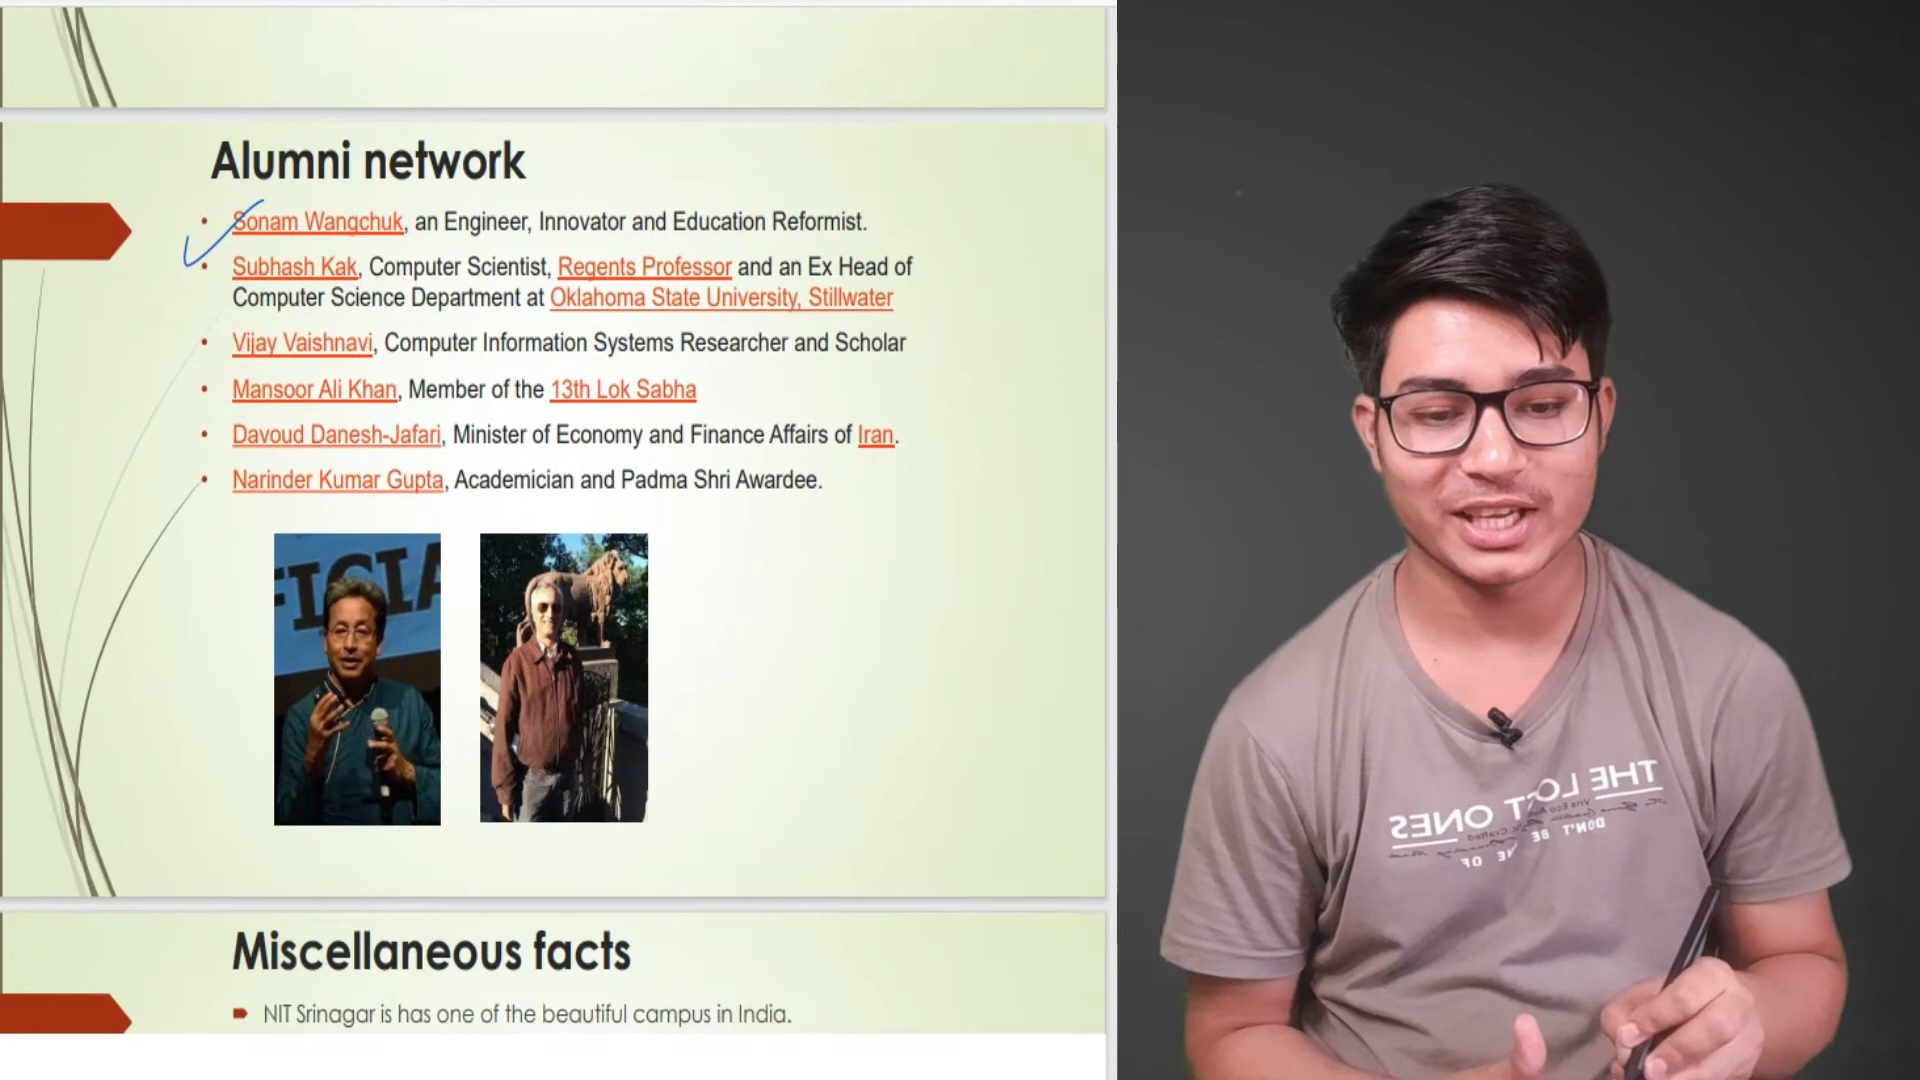 Alumni network
• Sonam Wangchuk, an Engineer, Innovator and Education Reformist.
• Subhash Kak, Computer Scientist, Regents Professor and an Ex Head of
Computer Science Department at Oklahoma State University, Stillwater
• Vijay Vaishnavi, Computer Information Systems Researcher and Scholar
• Mansoor Ali Khan, Member of the 13th Lok Sabha
• Davoud Danesh-Jafari, Minister of Economy and Finance Affairs of Iran.
• Narinder Kumar Gupta, Academician and Padma Shri Awardee.
FICIA
Miscellaneous facts
NIT Srinagar is has one of the beautiful campus in India.
THE LOST ONES
DON'T BE
OF